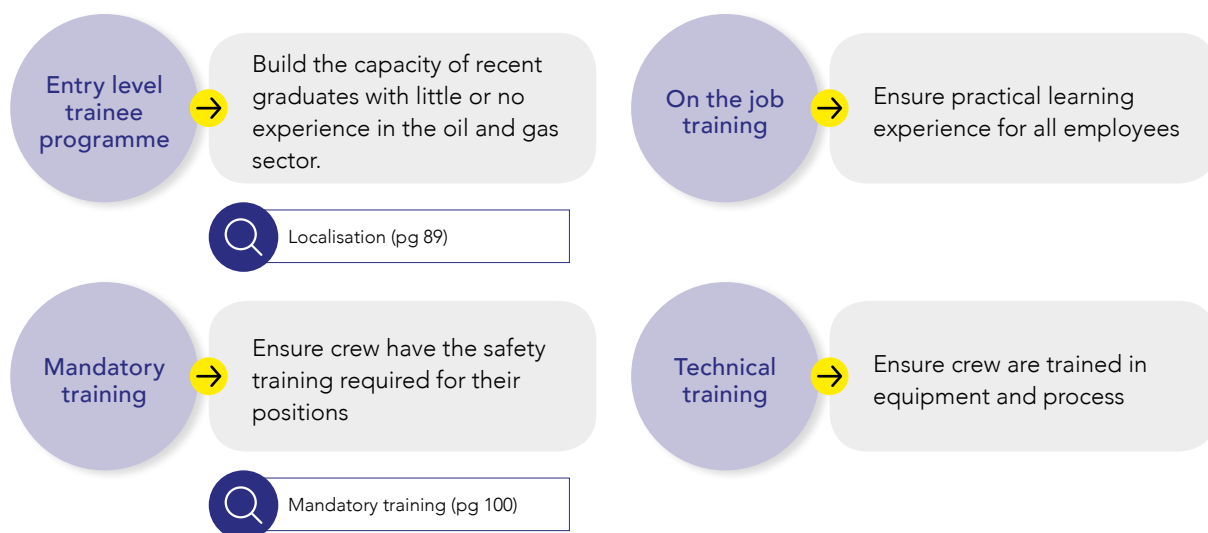 Entry level
trainee
programme
Build the capacity of recent
graduates with little or no
experience in the oil and gas
sector.
Localisation (pg 89)
On the job
training
Ensure practical learning
experience for all employees
Mandatory
training
Ensure crew have the safety
training required for their
positions
Mandatory training (pg 100)
Technical
training
Ensure crew are trained in
equipment and process